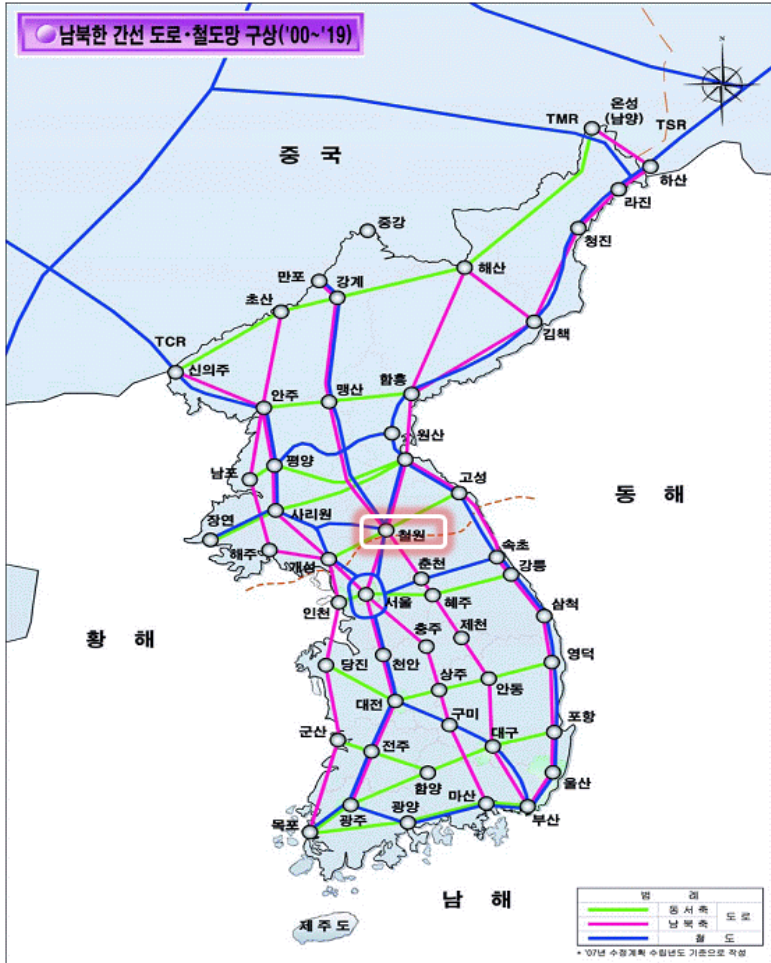 남북한 간선 도로·철도망 구상('00~'19)
N
온성
(남양)
TMR
TSR
중 국
하산
라진
중강
청진
해산
만포
강계
초산
김책
TCR
신의주
함흥
안주
맹산
원산
평양
남포
고성
동 해
사리원
장연
철원
해주
개성
속초
춘천
강릉
인천
서울
혜주
삼척
황 해
충주
제천
당진
천안
영덕
상주
안동
대전
구미
포항
군산
전주
대구
함양
울산
마산
목포
광주
광양
부산
남 해
제주도
범 례
동서축
도로
남북축
철 도
* '07년 수정계획 수립년도 기준으로 작성